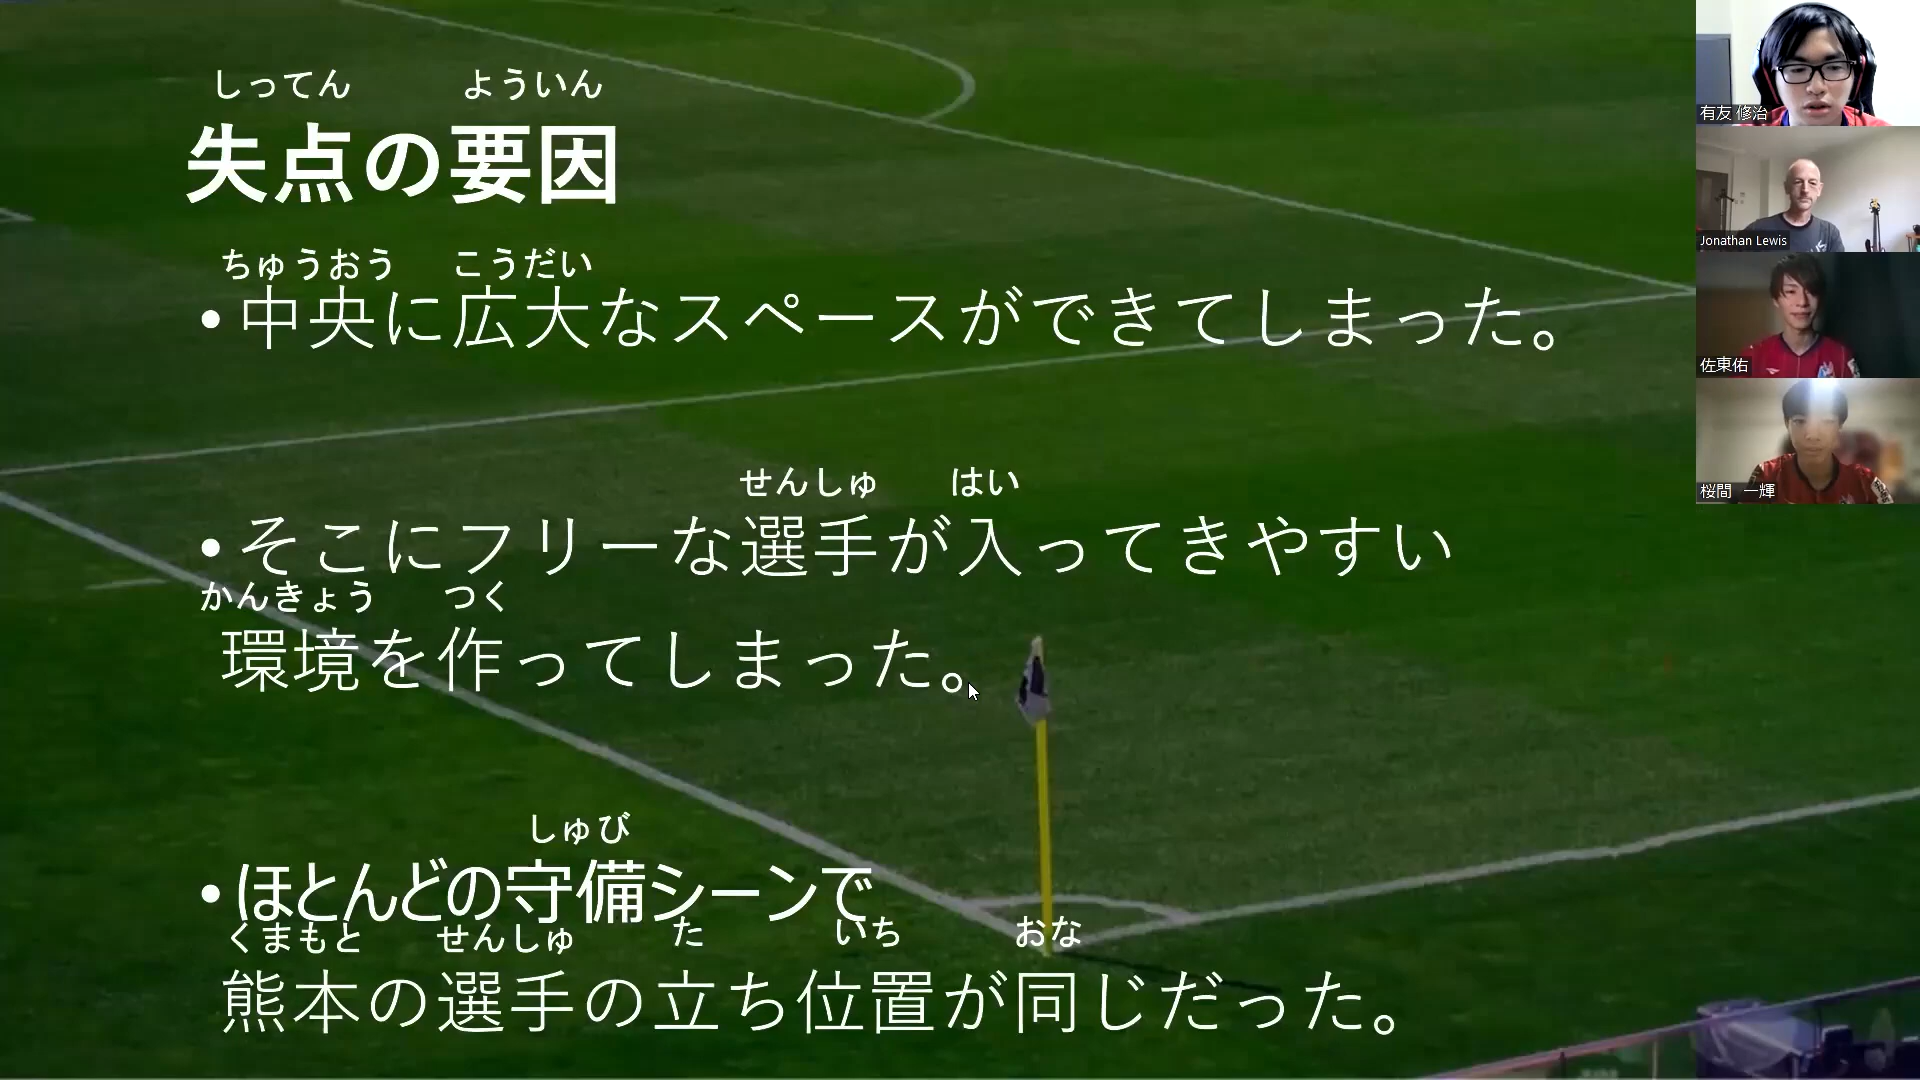 しってん よういん
失点の要因
ちゅうおう こうだい
•中央に広大なスペースができてしまった。
せんしゅ はい
•そこにフリーな選手が入ってきやすい
かんきょう つく
環境を作ってしまった。
しゅび
•ほとんどの守備シーンで
くまもと せんしゅ た いち おな
熊本の選手の立ち位置が同じだった。
有友 修治
Jonathan Lewis
佐東佑
桜間 一輝